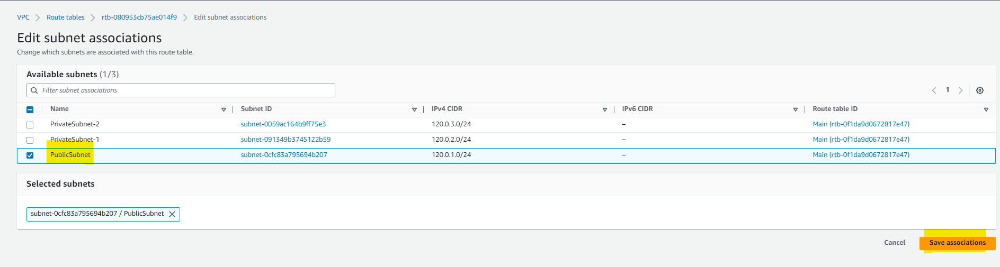 VPC > Route tables > rtb-080953cb75ae014f9 > Edit subnet associations
Edit subnet associations
Change which subnets are associated with this route table.
Available subnets (1/3)
Filter subnet associations
< 1 >
Name Subnet ID IPv4 CIDR IPv6 CIDR Route table ID
PrivateSubnet-2 subnet-0059ac164b9ff75e3 120.0.3.0/24 – Main (rtb-0f1da9d0672817e47)
PrivateSubnet-1 subnet-091349b3745122b59 120.0.2.0/24 – Main (rtb-0f1da9d0672817e47)
PublicSubnet subnet-0cfc83a795694b207 120.0.1.0/24 – Main (rtb-0f1da9d0672817e47)
Selected subnets
subnet-0cfc83a795694b207 / PublicSubnet
Cancel Save associations